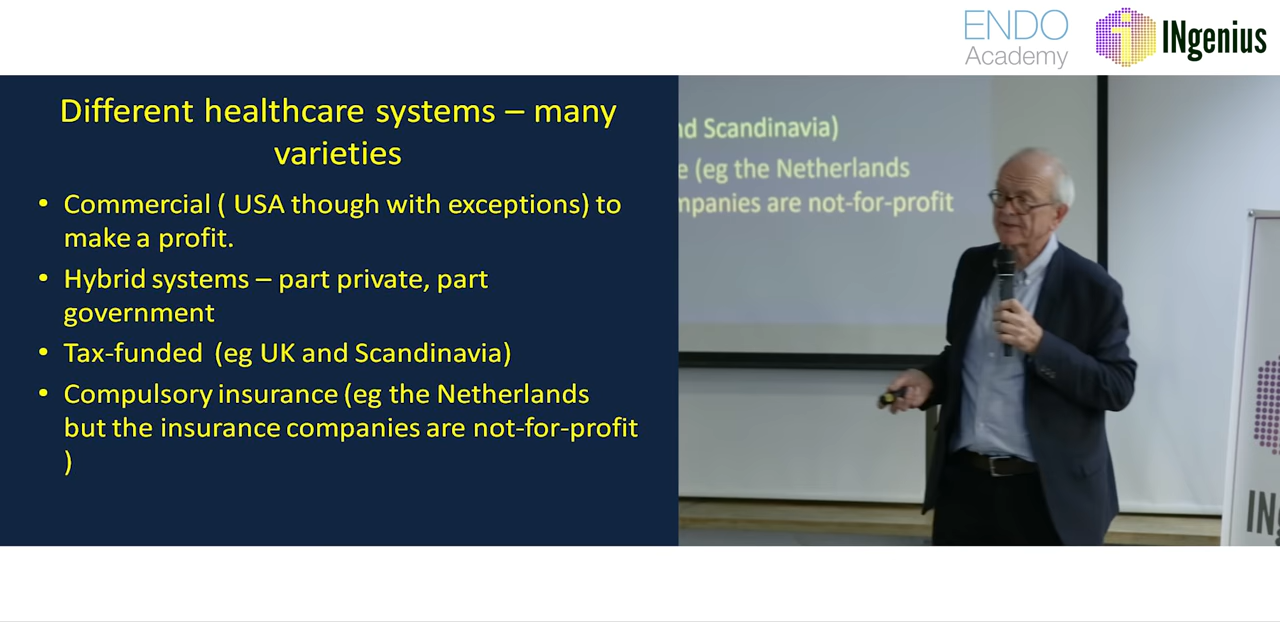 ENDO
Academy
INgenius
Different healthcare systems – many
varieties
• Commercial ( USA though with exceptions) to
make a profit.
• Hybrid systems – part private, part
government
• Tax-funded (eg UK and Scandinavia)
• Compulsory insurance (eg the Netherlands
but the insurance companies are not-for-profit
)
nd Scandinavia)
e (eg the Netherlands
mpanies are not-for-profit
IN